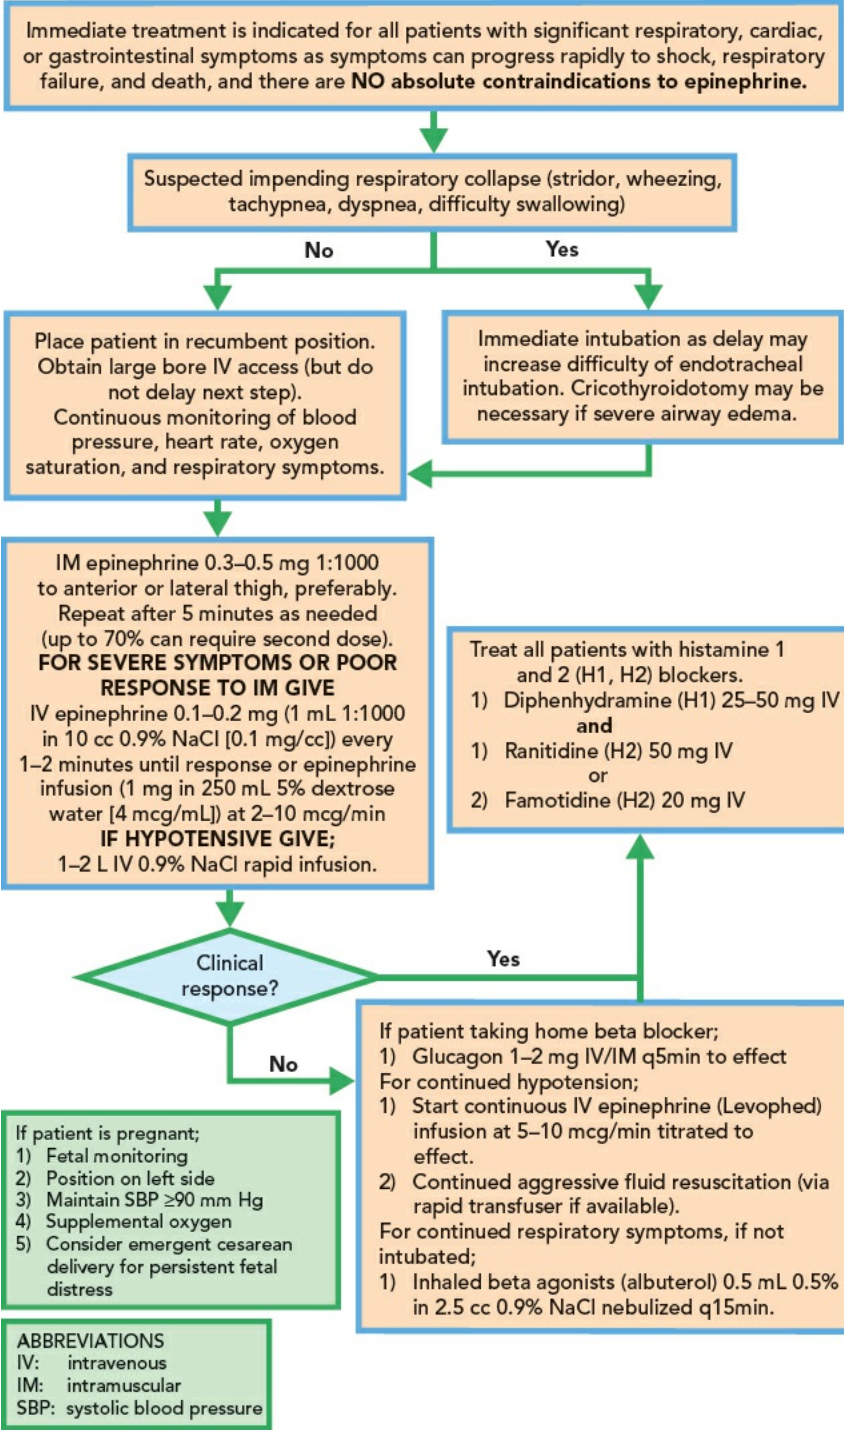 Immediate treatment is indicated for all patients with significant respiratory, cardiac,
or gastrointestinal symptoms as symptoms can progress rapidly to shock, respiratory
failure, and death, and there are NO absolute contraindications to epinephrine.
Suspected impending respiratory collapse (stridor, wheezing,
tachypnea, dyspnea, difficulty swallowing)
No
Yes
Place patient in recumbent position.
Obtain large bore IV access (but do
not delay next step).
Continuous monitoring of blood
pressure, heart rate, oxygen
saturation, and respiratory symptoms.
Immediate intubation as delay may
increase difficulty of endotracheal
intubation. Cricothyroidotomy may be
necessary if severe airway edema.
IM epinephrine 0.3–0.5 mg 1:1000
to anterior or lateral thigh, preferably.
Repeat after 5 minutes as needed
(up to 70% can require second dose).
FOR SEVERE SYMPTOMS OR POOR
RESPONSE TO IM GIVE
IV epinephrine 0.1–0.2 mg (1 mL 1:1000
in 10 cc 0.9% NaCl [0.1 mg/cc]) every
1–2 minutes until response or epinephrine
infusion (1 mg in 250 mL 5% dextrose
water [4 mcg/mL]) at 2–10 mcg/min
IF HYPOTENSIVE GIVE;
1–2 L IV 0.9% NaCl rapid infusion.
Treat all patients with histamine 1
and 2 (H1, H2) blockers.
1) Diphenhydramine (H1) 25–50 mg IV
and
1) Ranitidine (H2) 50 mg IV
or
2) Famotidine (H2) 20 mg IV
Clinical
response?
Yes
No
If patient taking home beta blocker;
1) Glucagon 1–2 mg IV/IM q5min to effect
For continued hypotension;
1) Start continuous IV epinephrine (Levophed)
infusion at 5–10 mcg/min titrated to
effect.
2) Continued aggressive fluid resuscitation (via
rapid transfuser if available).
For continued respiratory symptoms, if not
intubated;
1) Inhaled beta agonists (albuterol) 0.5 mL 0.5%
in 2.5 cc 0.9% NaCl nebulized q15min.
If patient is pregnant;
1) Fetal monitoring
2) Position on left side
3) Maintain SBP ≥90 mm Hg
4) Supplemental oxygen
5) Consider emergent cesarean
delivery for persistent fetal
distress
ABBREVIATIONS
IV: intravenous
IM: intramuscular
SBP: systolic blood pressure